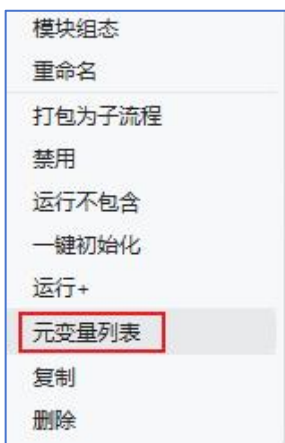 模块组态
重命名
打包为子流程
禁用
运行不包含
一键初始化
运行+
元变量列表
复制
删除